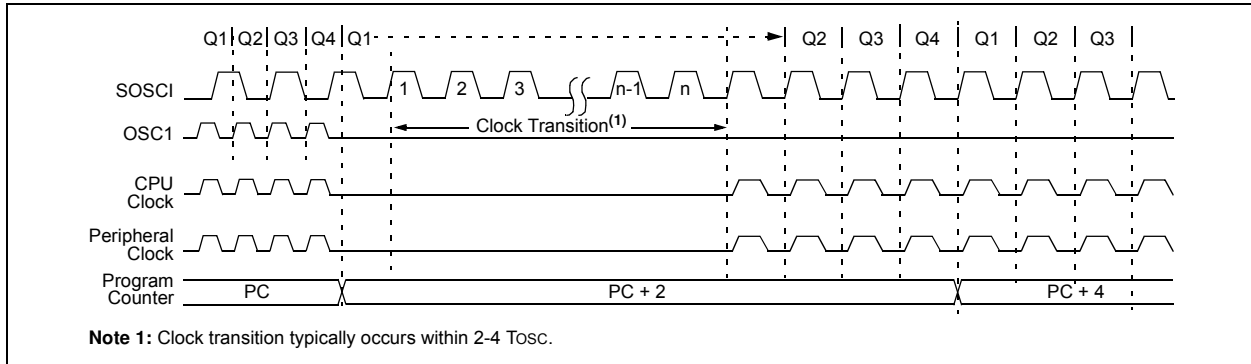 Q1 Q2 Q3 Q4 Q1 Q2 Q3 Q4 Q1 Q2 Q3
SOSCI 1 2 3 n-1 n
OSC1 Clock Transition(1)
CPU
Clock
Peripheral
Clock
Program
Counter PC PC + 2 PC + 4
Note 1: Clock transition typically occurs within 2-4 TOSC.